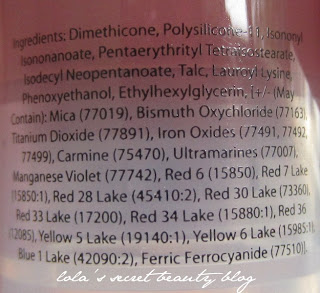 Ingredients: Dimethicone, Polysilicone-11, Isononyl
Isononanoate, Pentaerythrityl Tetraisostearate,
Isodecyl Neopentanoate, Talc, Lauroyl Lysine,
Phenoxyethanol, Ethylhexylglycerin, [+/- (May
Contain): Mica (77019), Bismuth Oxychloride (77163),
Titanium Dioxide (77891), Iron Oxides (77491, 77492,
77499), Carmine (75470), Ultramarines (77007),
Manganese Violet (77742), Red 6 (15850), Red 7 Lake
(15850:1), Red 28 Lake (45410:2), Red 30 Lake (73360),
Red 33 Lake (17200), Red 34 Lake (15880:1), Red 36
(12085), Yellow 5 Lake (19140:1), Yellow 6 Lake (15985:1),
Blue 1 Lake (42090:2), Ferric Ferrocyanide (77510)].
lola's secret beauty blog